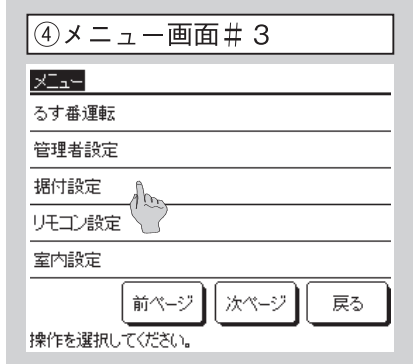 ④メニュー画面＃３
メニュー
るす番運転
管理者設定
据付設定
リモコン設定
室内設定
前ページ 次ページ 戻る
操作を選択してください。